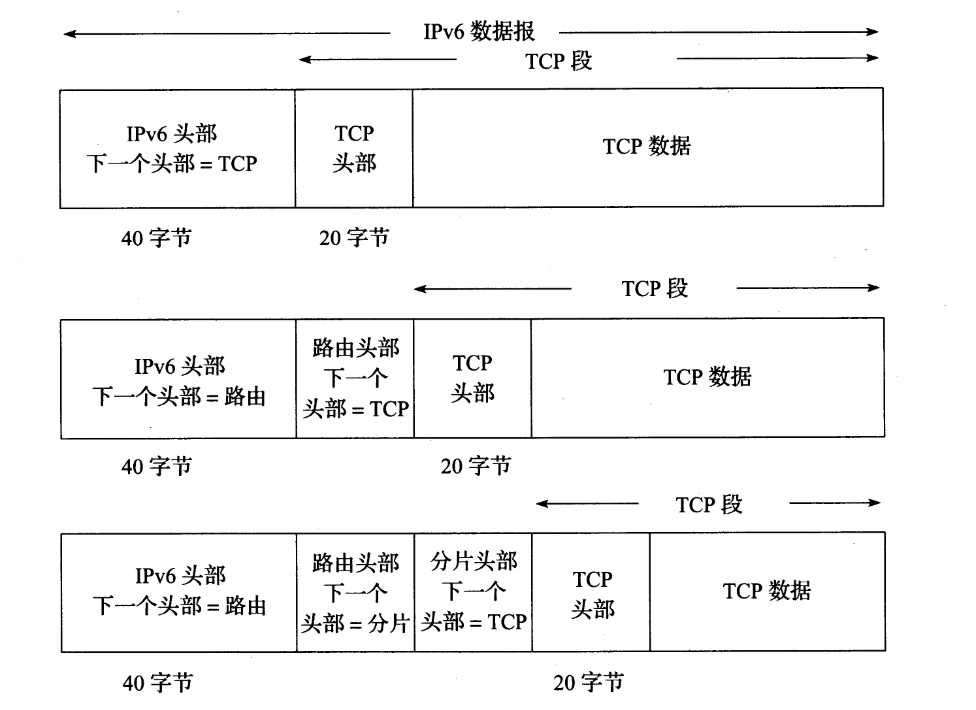 IPv6 数据报
TCP 段
IPv6 头部
下一个头部 = TCP
TCP
头部
TCP 数据
40 字节
20 字节
TCP 段
IPv6 头部
下一个头部 = 路由
路由头部
下一个
头部 = TCP
TCP
头部
TCP 数据
40 字节
20 字节
TCP 段
IPv6 头部
下一个头部 = 路由
路由头部
下一个
头部 = 分片
分片头部
下一个
头部 = TCP
TCP
头部
TCP 数据
40 字节
20 字节